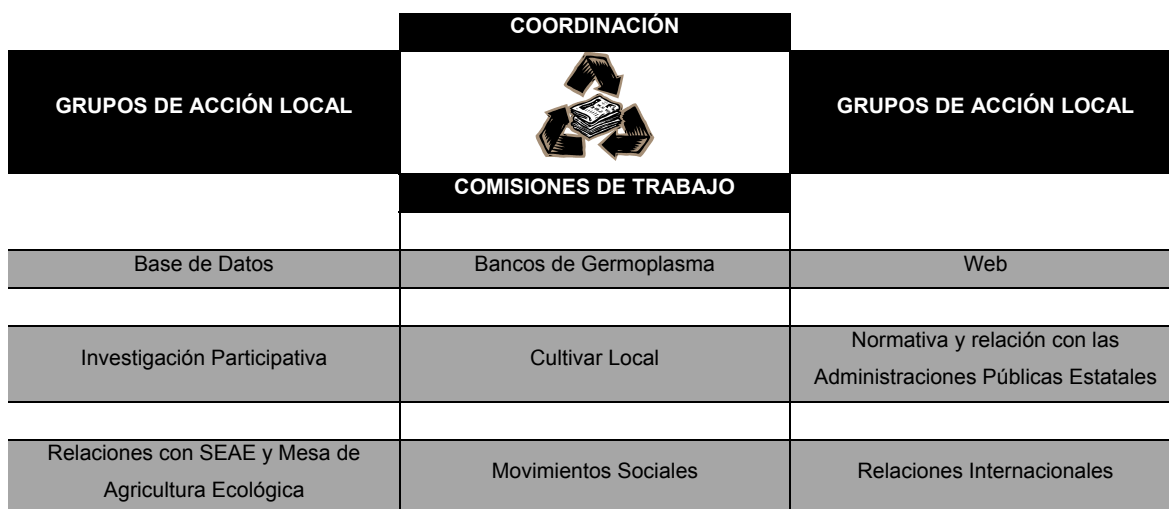 COORDINACIÓN
GRUPOS DE ACCIÓN LOCAL
GRUPOS DE ACCIÓN LOCAL
COMISIONES DE TRABAJO
Base de Datos
Bancos de Germoplasma
Web
Investigación Participativa
Cultivar Local
Normativa y relación con las
Administraciones Públicas Estatales
Relaciones con SEAE y Mesa de
Agricultura Ecológica
Movimientos Sociales
Relaciones Internacionales